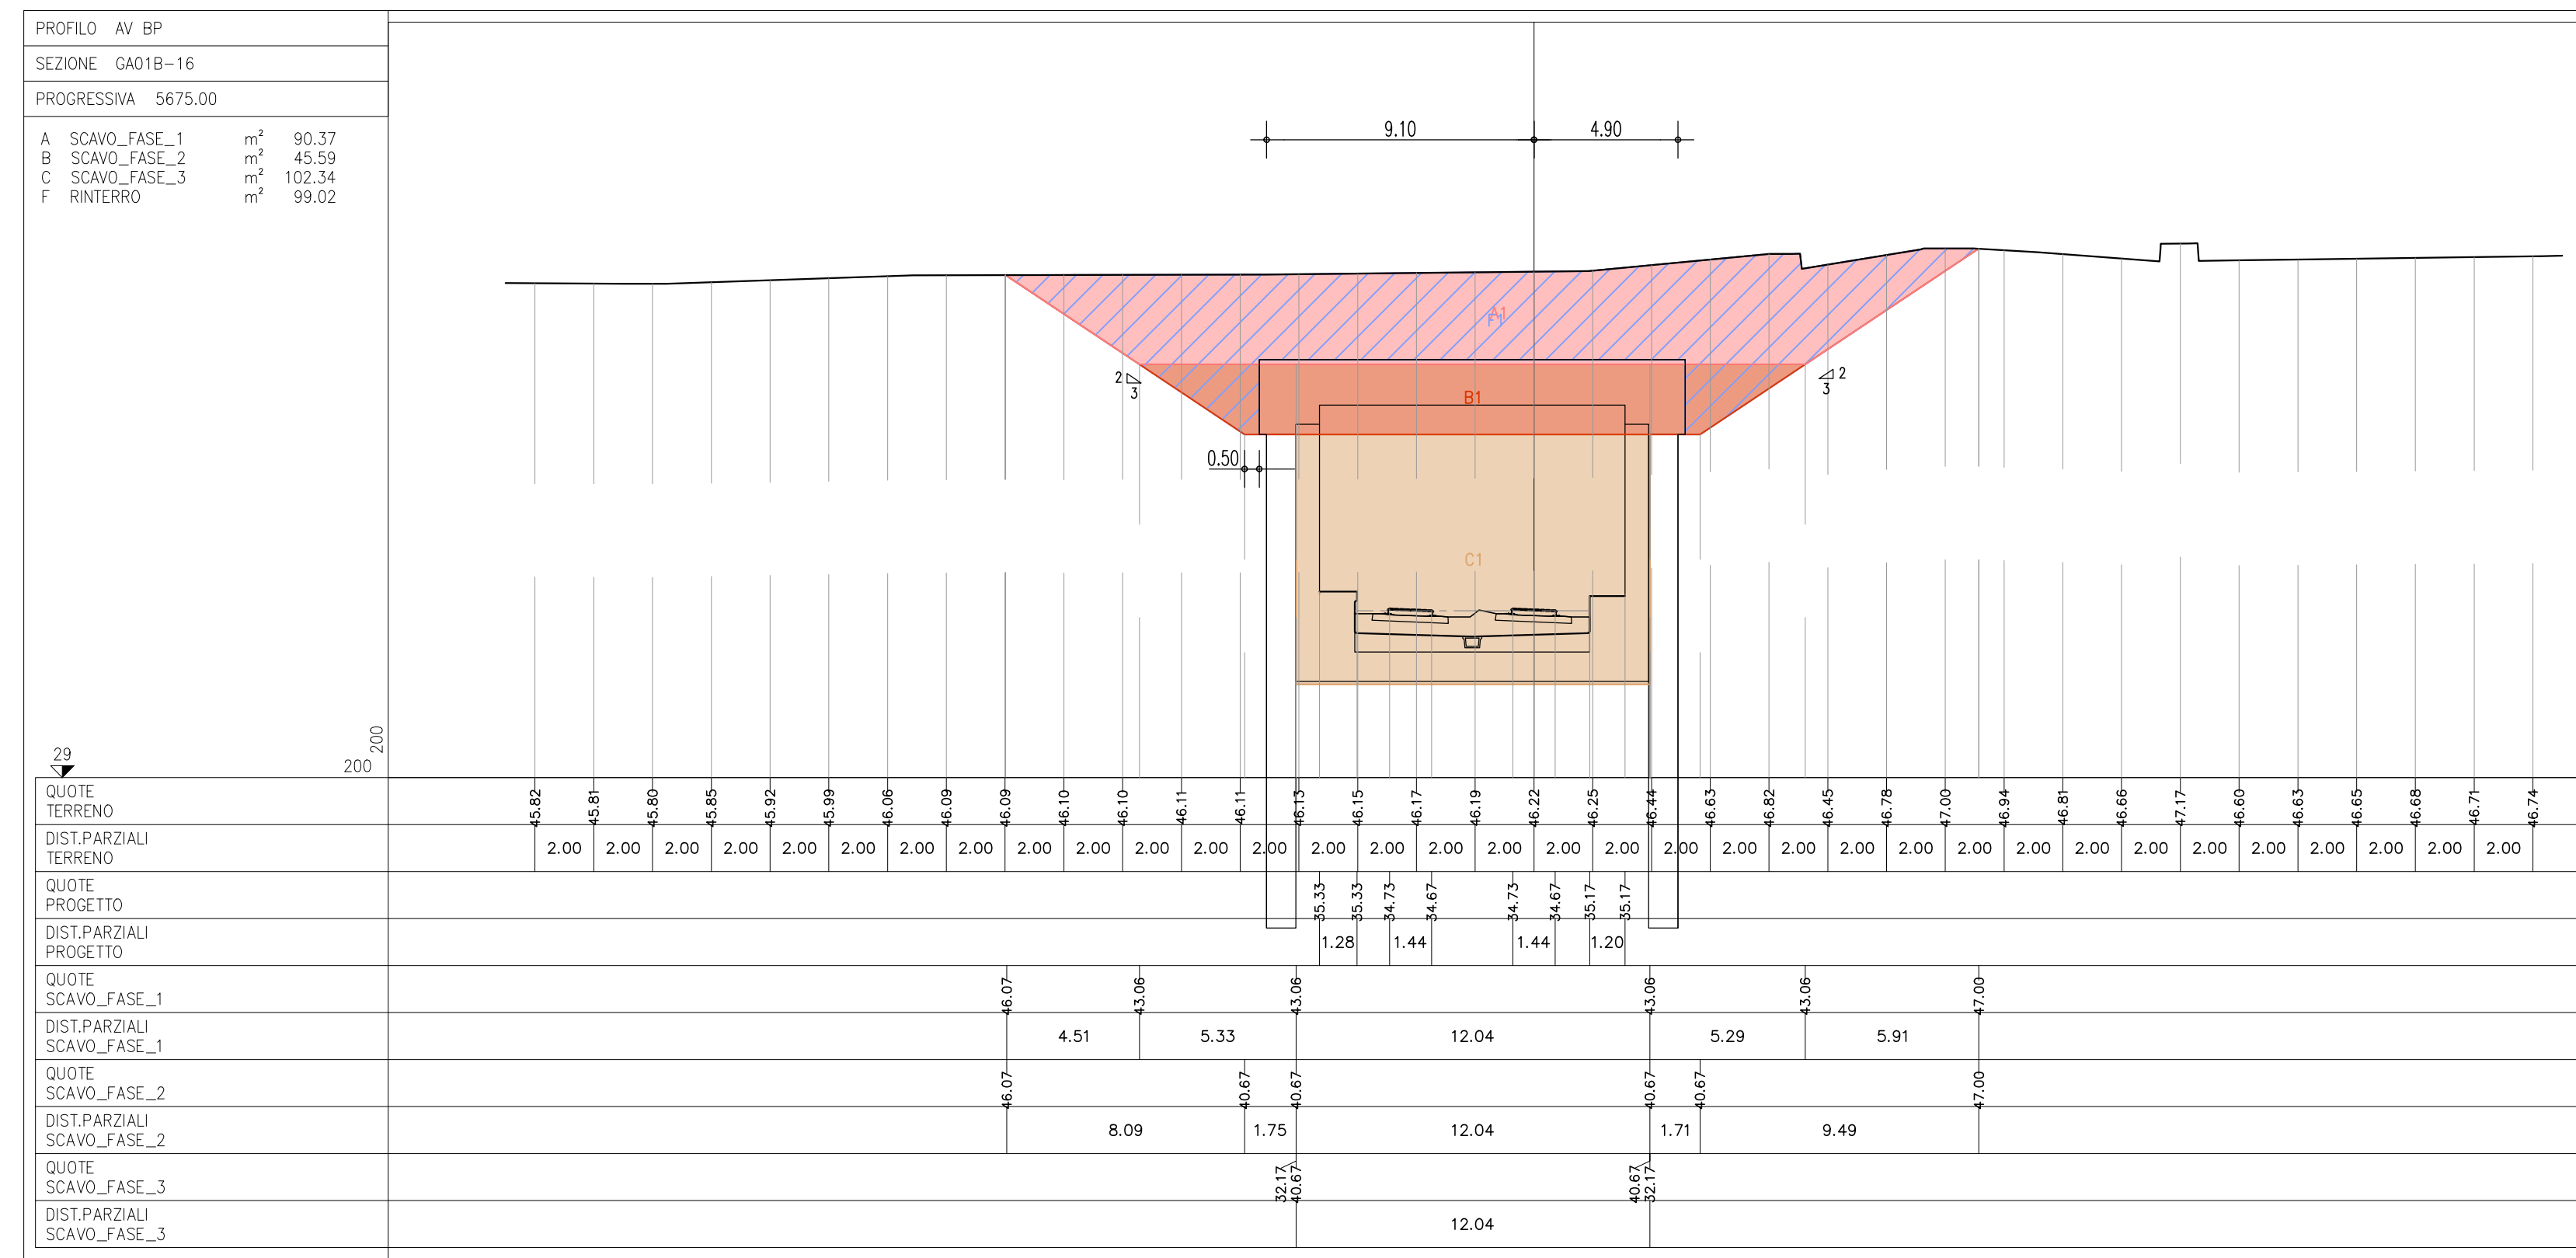 PROFILO AV BP
SEZIONE GA01B-16
PROGRESSIVA 5675.00
A SCAVO_FASE_1 m² 90.37
B SCAVO_FASE_2 m² 45.59
C SCAVO_FASE_3 m² 102.34
F RINTERRO m² 99.02
9.10 4.90
A1
F1
2 3
2 3
B1
0.50
C1
200
29 200
QUOTE
TERRENO
45.82 45.81 45.80 45.85 45.92 45.99 46.06 46.09 46.09 46.10 46.10 46.11 46.11 46.13 46.15 46.17 46.19 46.22 46.25 46.44 46.63 46.82 46.45 46.78 47.00 46.94 46.81 46.66 47.17 46.60 46.63 46.65 46.68 46.71 46.74
DIST.PARZIALI
TERRENO
2.00 2.00 2.00 2.00 2.00 2.00 2.00 2.00 2.00 2.00 2.00 2.00 2.00 2.00 2.00 2.00 2.00 2.00 2.00 2.00 2.00 2.00 2.00 2.00 2.00 2.00 2.00 2.00 2.00 2.00 2.00 2.00 2.00 2.00
QUOTE
PROGETTO
35.33 35.33 34.73 34.67 34.73 34.67 35.17 35.17
DIST.PARZIALI
PROGETTO
1.28 1.44 1.44 1.20
QUOTE
SCAVO_FASE_1
46.07 43.06 43.06 43.06 43.06 47.00
DIST.PARZIALI
SCAVO_FASE_1
4.51 5.33 12.04 5.29 5.91
QUOTE
SCAVO_FASE_2
46.07 40.67 40.67 40.67 40.67 47.00
DIST.PARZIALI
SCAVO_FASE_2
8.09 1.75 12.04 1.71 9.49
QUOTE
SCAVO_FASE_3
32.17 40.67 40.67 32.17
DIST.PARZIALI
SCAVO_FASE_3
12.04